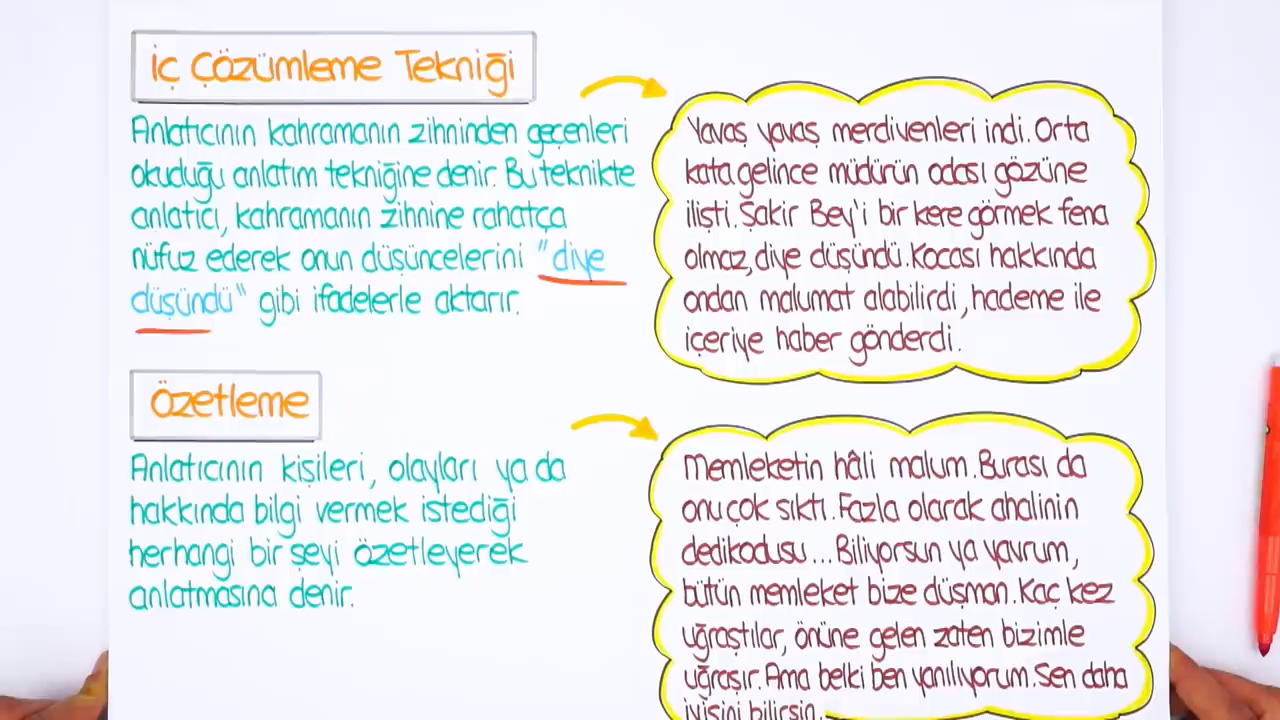 İç Çözümleme Tekniği
Anlatıcının kahramanın zihninden geçenleri
okuduğu anlatım tekniğine denir. Bu teknikte
anlatıcı, kahramanın zihnine rahatça
nüfuz ederek onun düşüncelerini "diye
düşündü" gibi ifadelerle aktarır.
Yavaş yavaş merdivenleri indi. Orta
kata gelince müdürün odası gözüne
ilişti. Şakir Bey'i bir kere görmek fena
olmaz, diye düşündü. Kocası hakkında
ondan malumat alabilirdi, hademe ile
içeriye haber gönderdi.
Özetleme
Anlatıcının kişileri, olayları ya da
hakkında bilgi vermek istediği
herhangi bir şeyi özetleyerek
anlatmasına denir.
Memleketin hâli malum. Burası da
onu çok sıktı. Fazla olarak ahalinin
dedikodusu... Biliyorsun ya yavrum,
bütün memleket bize düşman. Kaç kez
uğraştılar, önüne gelen zaten bizimle
uğraşır. Ama belki ben yanılıyorum. Sen daha
iyisini bilirsin.